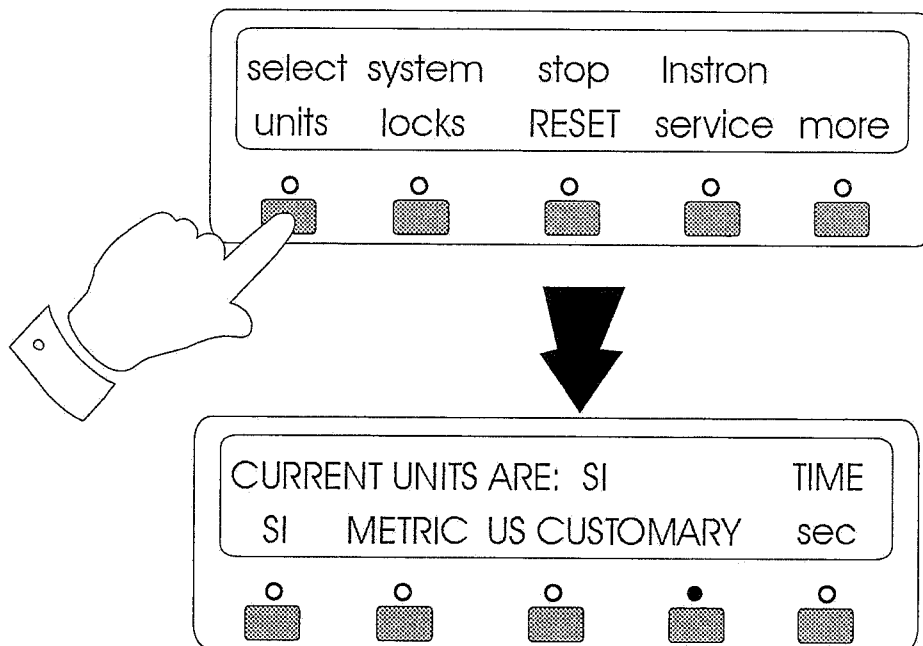 select system stop Instron
units locks RESET service more
CURRENT UNITS ARE: SI TIME
SI METRIC US CUSTOMARY sec